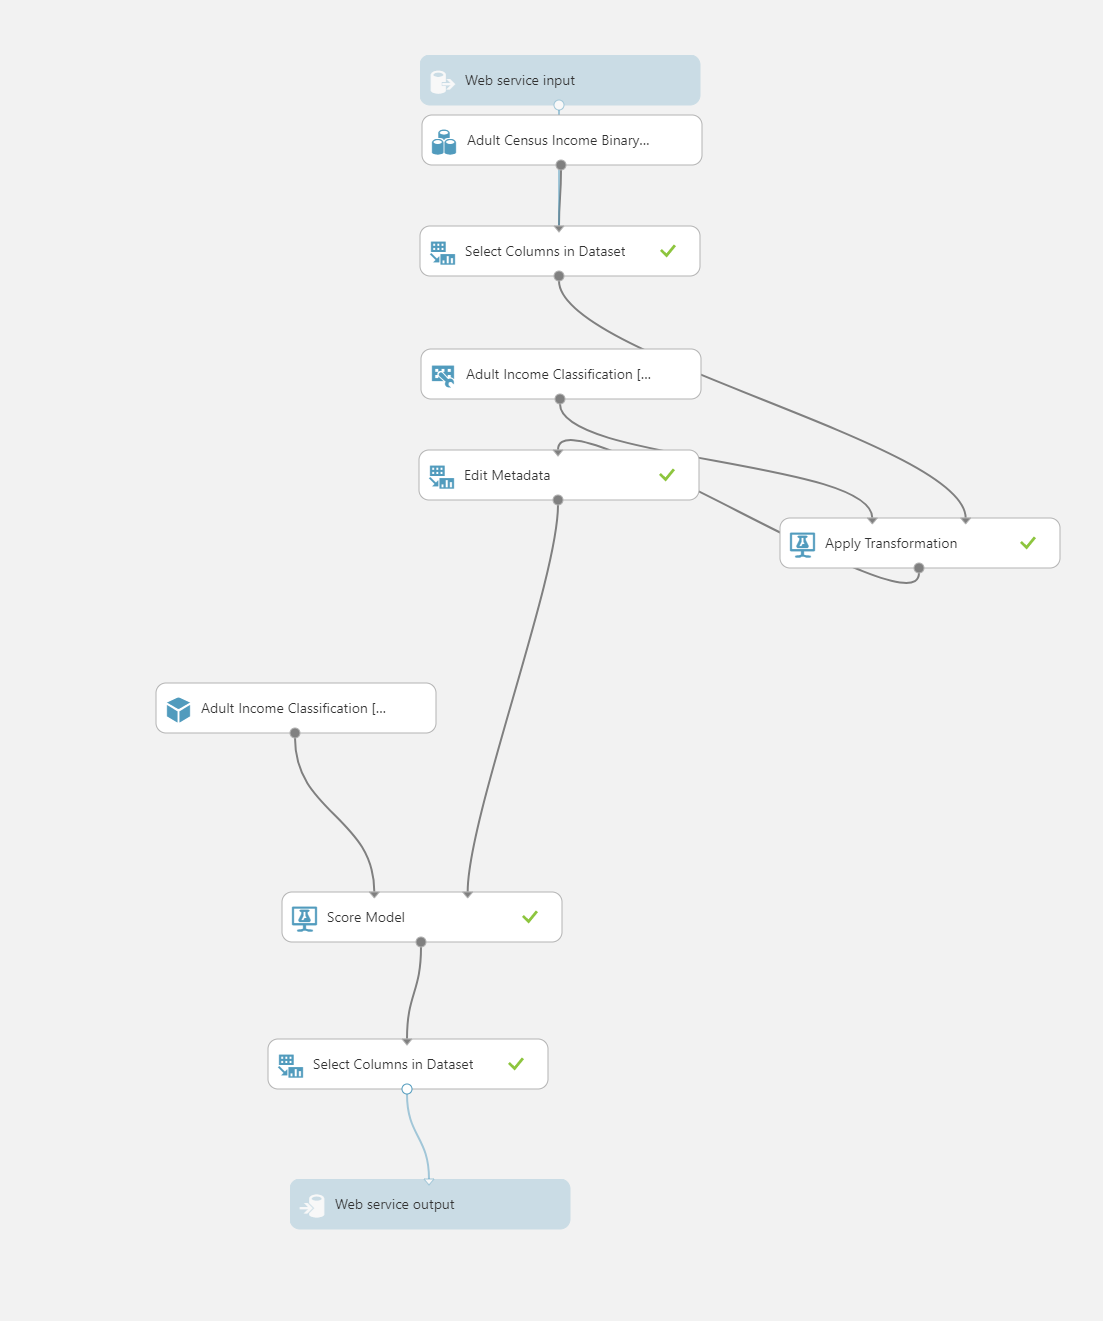 Web service input
Adult Census Income Binary...
Select Columns in Dataset
Adult Income Classification [...
Edit Metadata
Apply Transformation
Adult Income Classification [...
Score Model
Select Columns in Dataset
Web service output